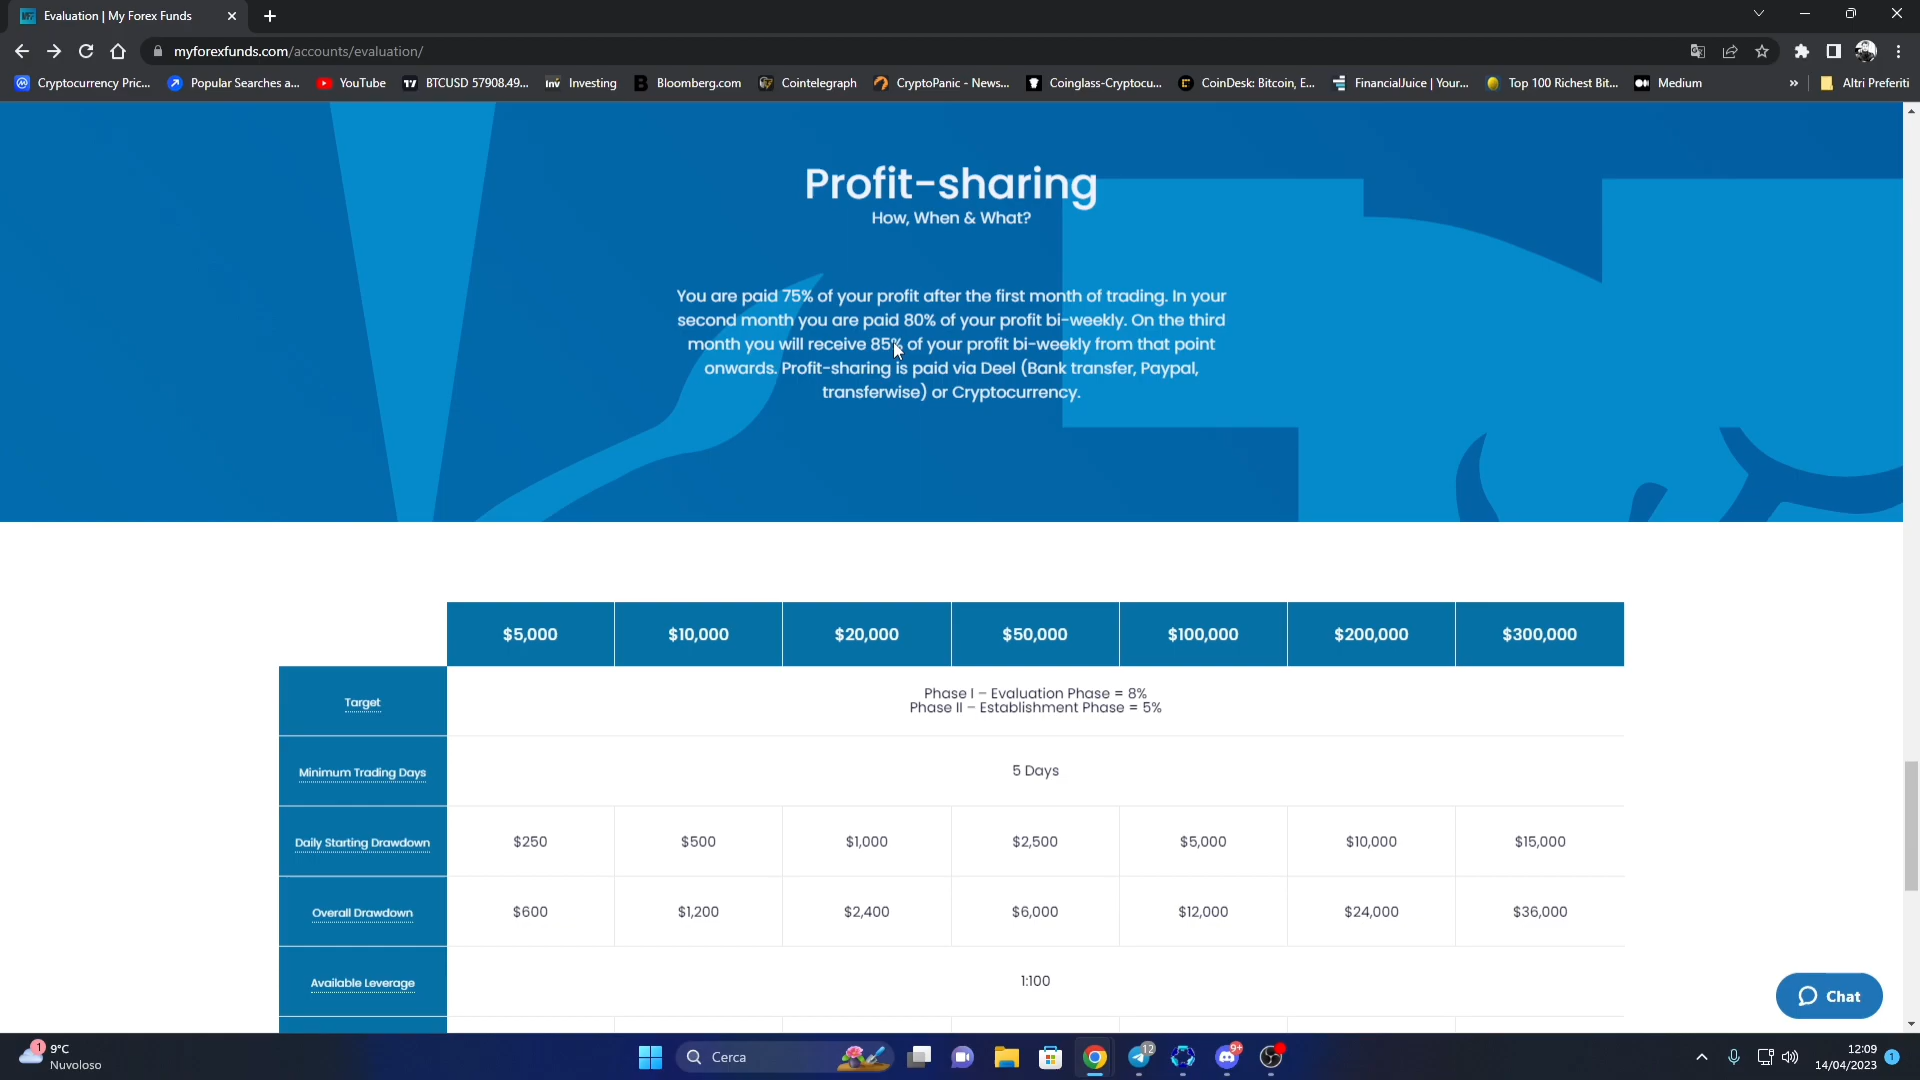 Evaluation | My Forex Funds
myforexfunds.com/accounts/evaluation/
Cryptocurrency Pric... Popular Searches a... YouTube BTCUSD 57908.49... Investing Bloomberg.com Cointelegraph CryptoPanic - News... Coinglass-Cryptocu... CoinDesk: Bitcoin, E... FinancialJuice | Your... Top 100 Richest Bit... Medium » Altri Preferiti
Profit-sharing
How, When & What?
You are paid 75% of your profit after the first month of trading. In your
second month you are paid 80% of your profit bi-weekly. On the third
month you will receive 85% of your profit bi-weekly from that point
onwards. Profit-sharing is paid via Deel (Bank transfer, Paypal,
transferwise) or Cryptocurrency.
$5,000 $10,000 $20,000 $50,000 $100,000 $200,000 $300,000
Target
Phase I – Evaluation Phase = 8%
Phase II – Establishment Phase = 5%
Minimum Trading Days 5 Days
Daily Starting Drawdown $250 $500 $1,000 $2,500 $5,000 $10,000 $15,000
Overall Drawdown $600 $1,200 $2,400 $6,000 $12,000 $24,000 $36,000
Available Leverage 1:100
Chat
1 9°C
Nuvoloso
Cerca
12
9+
12:09
14/04/2023
1